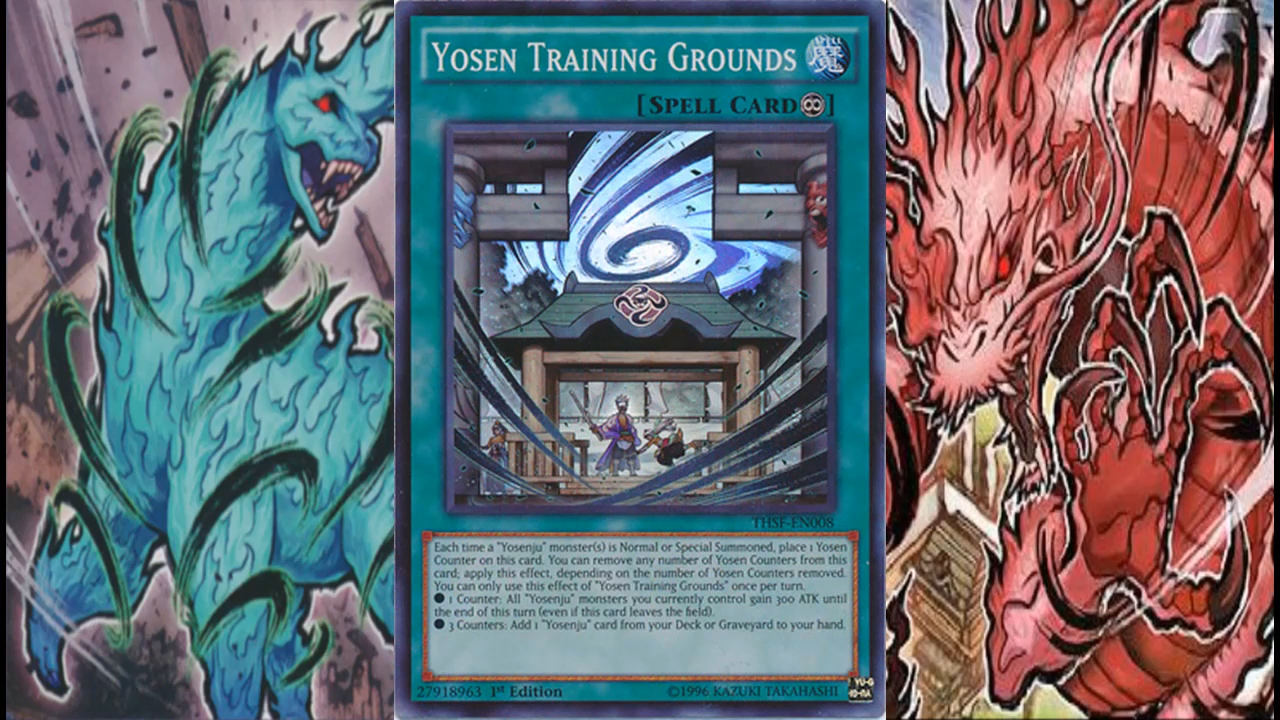 YOSEN TRAINING GROUNDS 魔
[SPELL CARD]
THSF-EN008
Each time a "Yosenju" monster(s) is Normal or Special Summoned, place 1 Yosen
Counter on this card. You can remove any number of Yosen Counters from this
card; apply this effect, depending on the number of Yosen Counters removed.
You can only use this effect of "Yosen Training Grounds" once per turn.
● 1 Counter: All "Yosenju" monsters you currently control gain 300 ATK until
the end of this turn (even if this card leaves the field).
● 3 Counters: Add 1 "Yosenju" card from your Deck or Graveyard to your hand.
27918963 1st Edition ©1996 KAZUKI TAKAHASHI